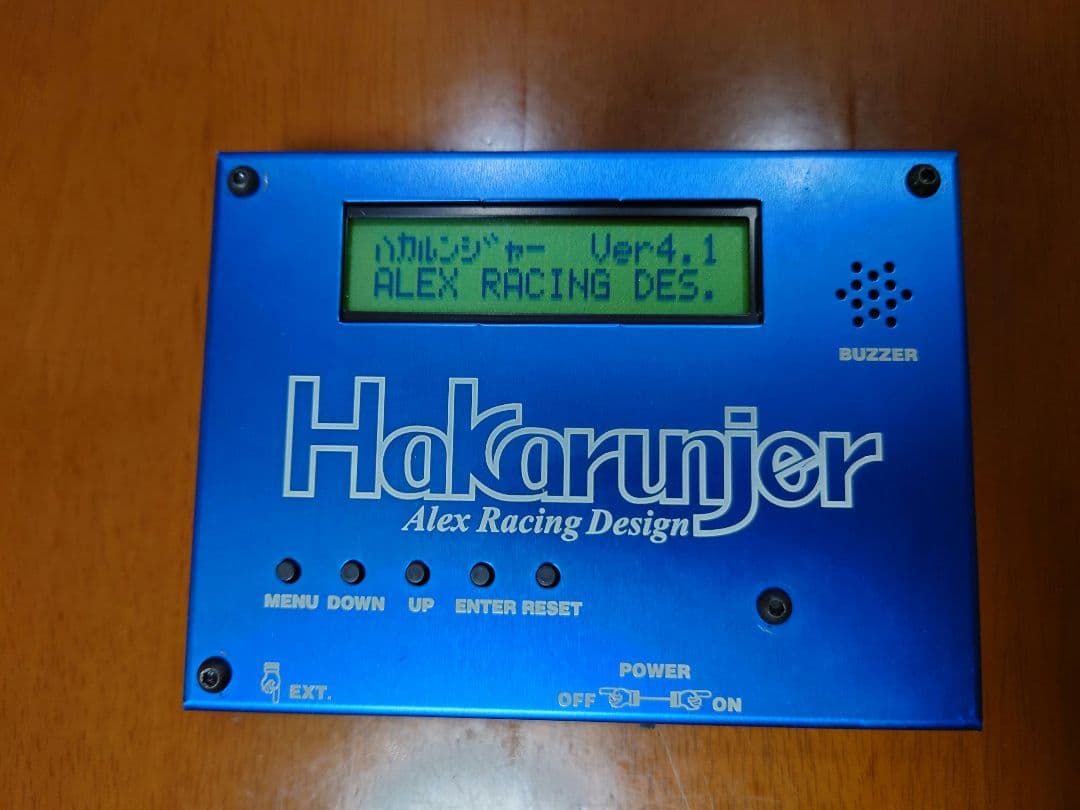 ハカルンジャー Ver4.1
ALEX RACING DES.
BUZZER
Hakarunjer
Alex Racing Design
MENU DOWN UP ENTER RESET
POWER
EXT.
OFF ON